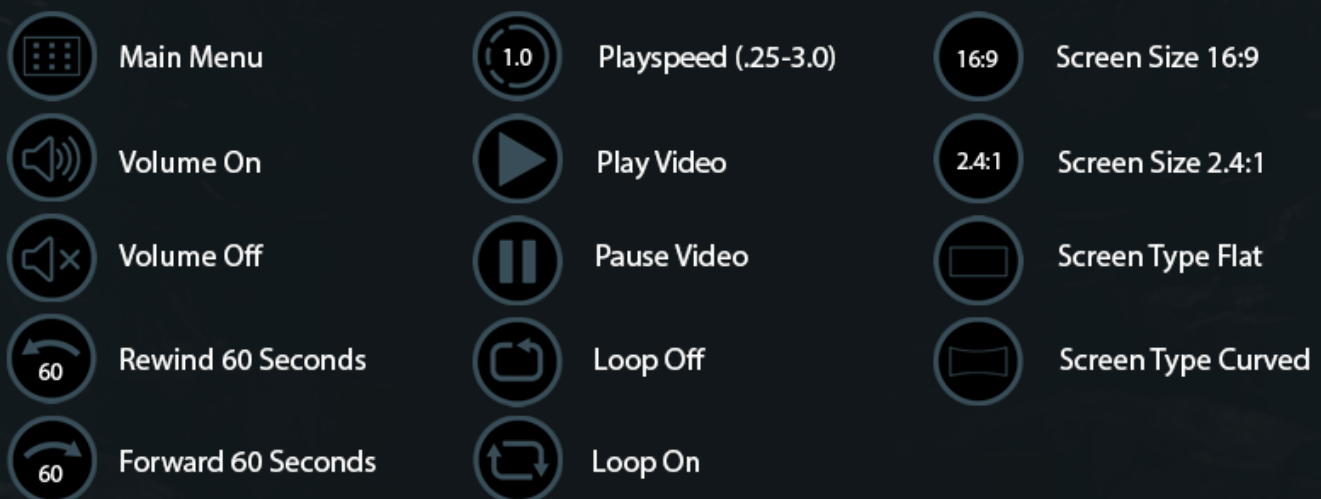 Main Menu
Volume On
Volume Off
60 Rewind 60 Seconds
60 Forward 60 Seconds
1.0 Playspeed (.25-3.0)
Play Video
Pause Video
Loop Off
Loop On
16:9 Screen Size 16:9
2.4:1 Screen Size 2.4:1
Screen Type Flat
Screen Type Curved